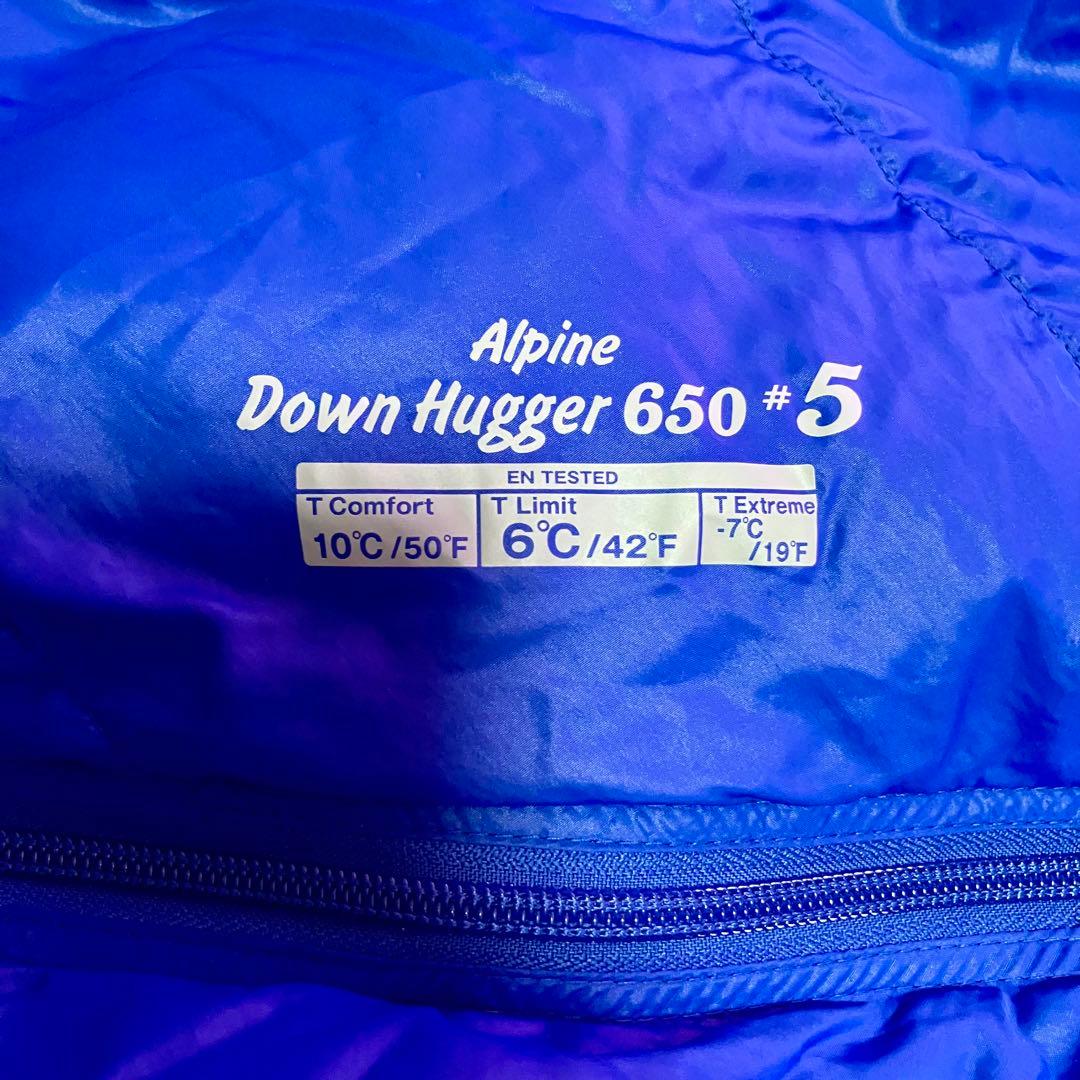 Alpine
Down Hugger 650 #5
EN TESTED
T Comfort
10℃/50°F
T Limit
6℃/42°F
T Extreme
-7℃
/19°F